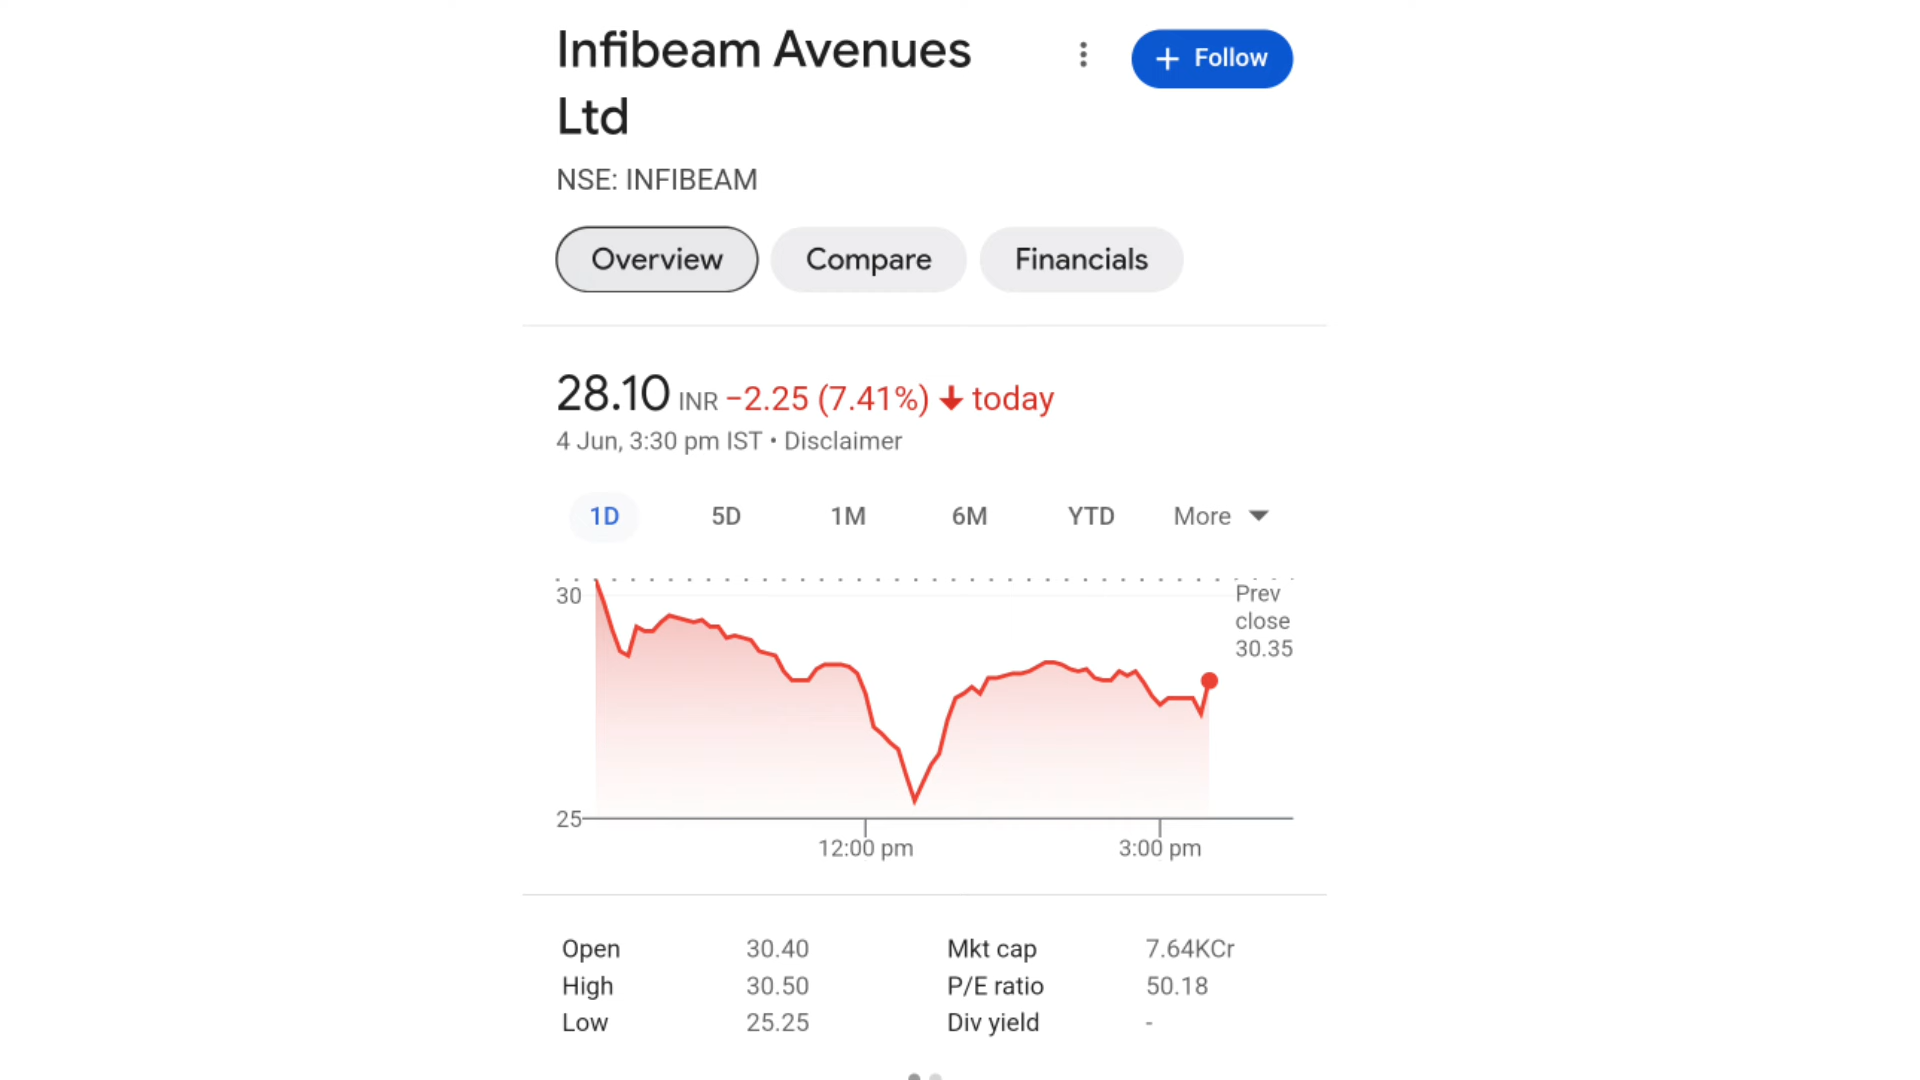 Infibeam Avenues
Ltd
+ Follow
NSE: INFIBEAM
Overview Compare Financials
28.10 INR −2.25 (7.41%) ↓ today
4 Jun, 3:30 pm IST • Disclaimer
1D 5D 1M 6M YTD More
30
Prev
close
30.35
25
12:00 pm 3:00 pm
Open 30.40 Mkt cap 7.64KCr
High 30.50 P/E ratio 50.18
Low 25.25 Div yield -